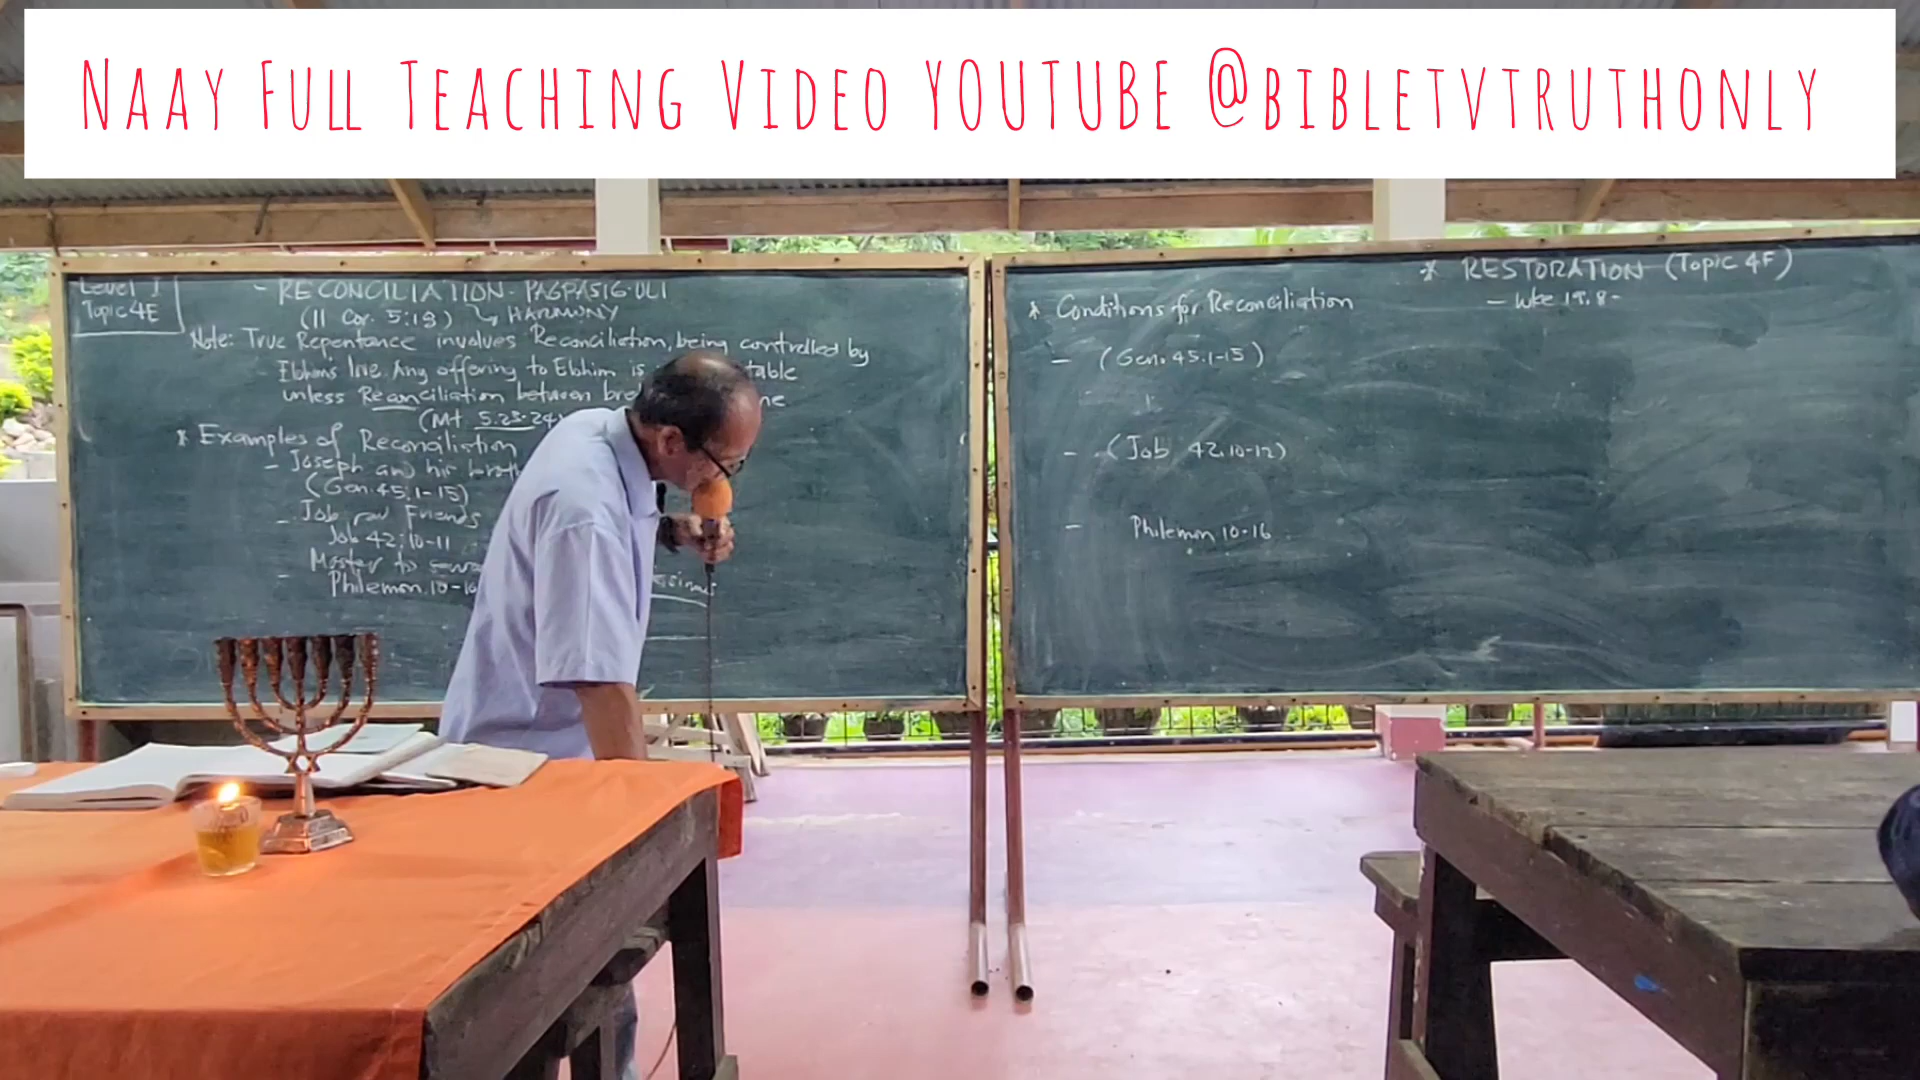 NAAY FULL TEACHING VIDEO YOUTUBE @BIBLETVTRUTHONLY
Level 1
Topic 4E
- RECONCILIATION - PAGPASIG-ULI
(II Cor. 5:18) ↳ HARMONY
Note: True Repentance involves Reconciliation, being controlled by
Elohim's love. Any offering to Elohim is
unless Reconciliation between
(Mt 5.23-24
* Examples of Reconciliation
- Joseph and his
(Gen. 45.1-15)
- Job and Friends
Job 42:10-11
- Master to
Philemon. 10-16
* Conditions for Reconciliation
- (Gen. 45.1-15)
- (Job 42.10-12)
- Philemon 10-16
* RESTORATION (Topic 4F)
- Luke 19.8-